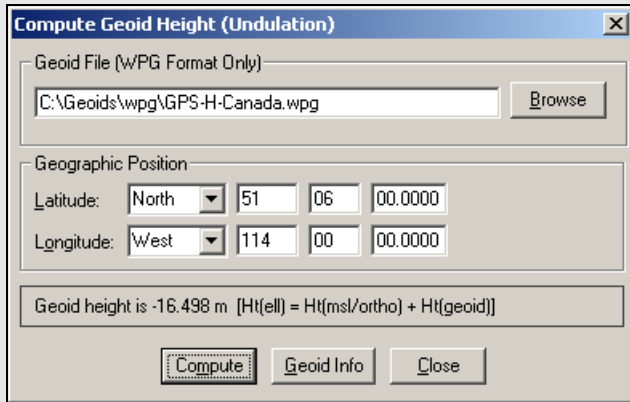 Compute Geoid Height (Undulation)
Geoid File (WPG Format Only)
C:\Geoids\wpg\GPS-H-Canada.wpg Browse
Geographic Position
Latitude: North 51 06 00.0000
Longitude: West 114 00 00.0000
Geoid height is -16.498 m [Ht(ell) = Ht(msl/ortho) + Ht(geoid)]
Compute Geoid Info Close